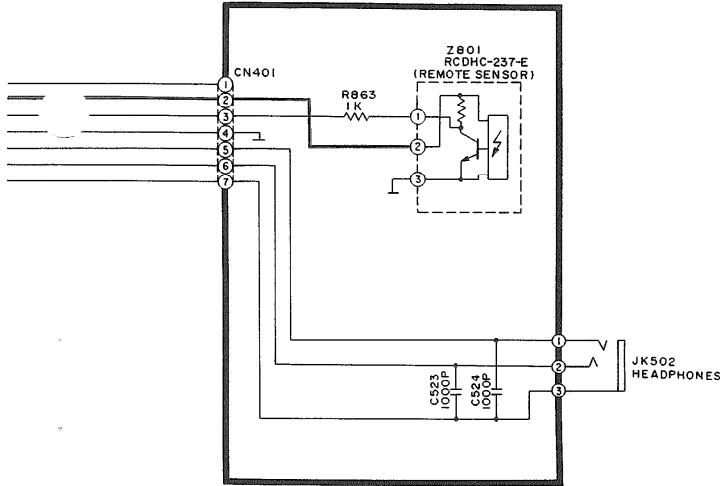 Z801
RCDHC-237-E
(REMOTE SENSOR)
CN401
R863
1K
1
2
3
4
5
6
7
1
2
3
C523
1000P
C524
1000P
1
2
3
JK502
HEADPHONES